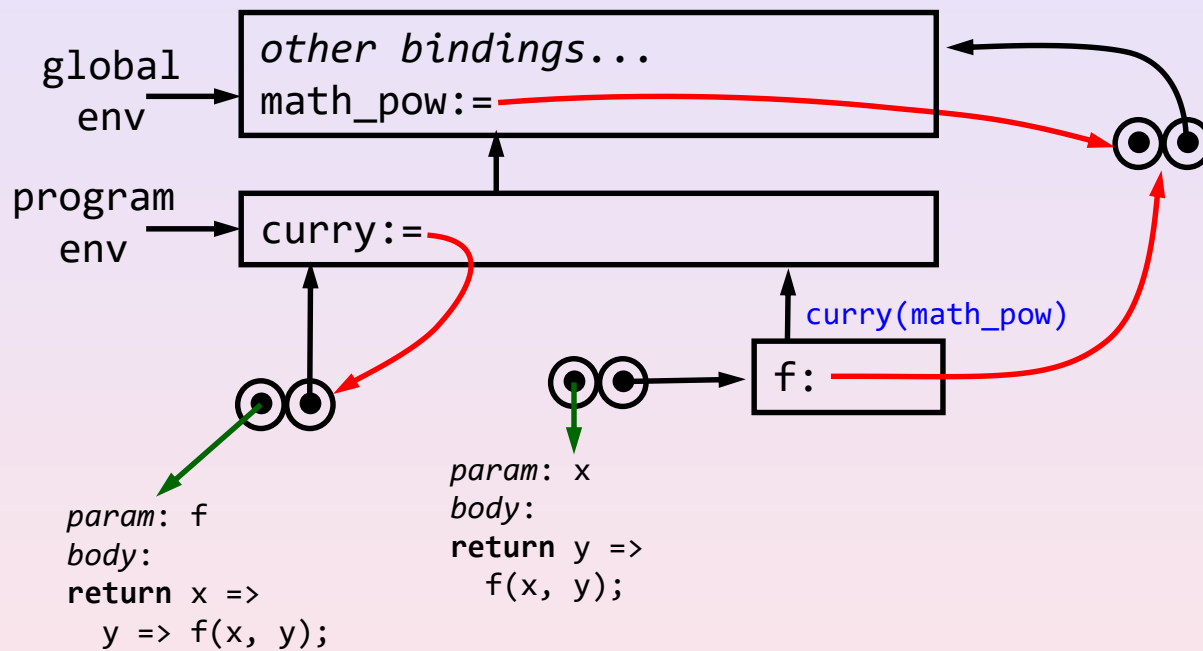 global
env
other bindings...
math_pow:=
program
env
curry:=
curry(math_pow)
f:
param: f
body:
return x =>
  y => f(x, y);
param: x
body:
return y =>
  f(x, y);